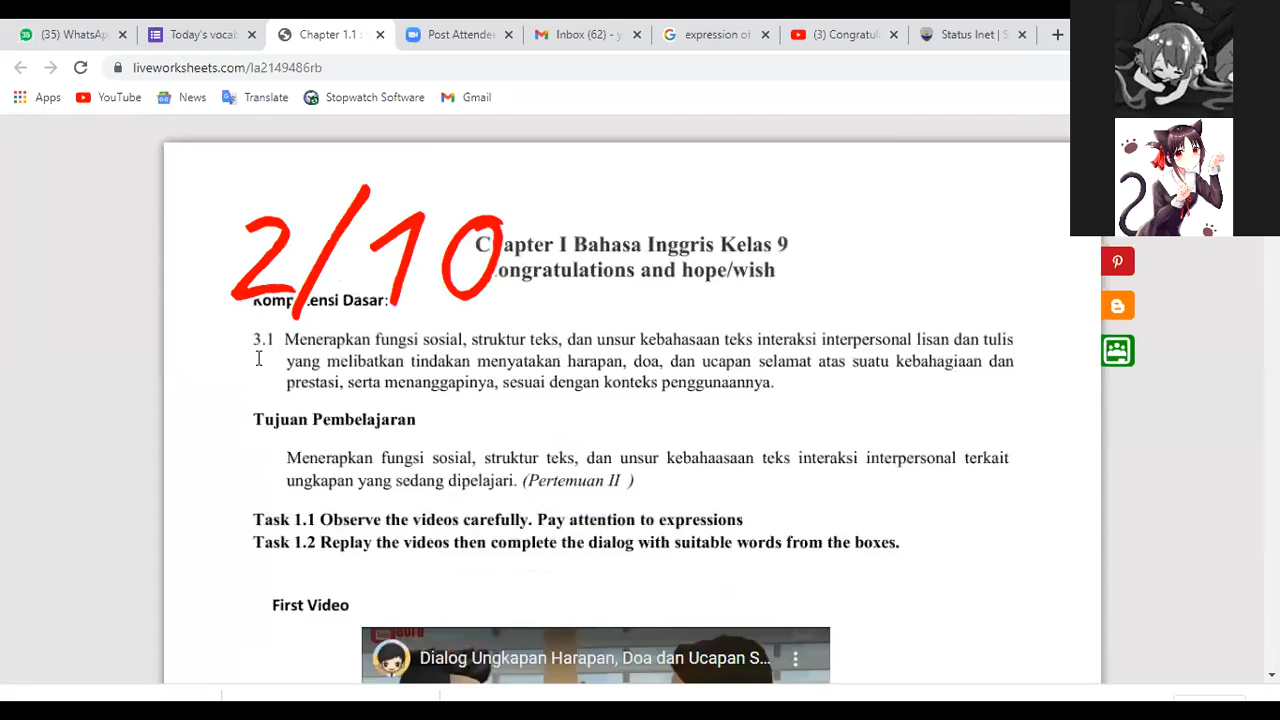 (35) WhatsAp
Today's vocal
Chapter 1.1 :
Post Attende
Inbox (62) - y
expression of
(3) Congratul
Status Inet | S
liveworksheets.com/la2149486rb
Apps
YouTube
News
Translate
Stopwatch Software
Gmail
2/10
Chapter I Bahasa Inggris Kelas 9
ongratulations and hope/wish
Kompetensi Dasar:
3.1 Menerapkan fungsi sosial, struktur teks, dan unsur kebahasaan teks interaksi interpersonal lisan dan tulis
yang melibatkan tindakan menyatakan harapan, doa, dan ucapan selamat atas suatu kebahagiaan dan
prestasi, serta menanggapinya, sesuai dengan konteks penggunaannya.
Tujuan Pembelajaran
Menerapkan fungsi sosial, struktur teks, dan unsur kebahaasaan teks interaksi interpersonal terkait
ungkapan yang sedang dipelajari. (Pertemuan II )
Task 1.1 Observe the videos carefully. Pay attention to expressions
Task 1.2 Replay the videos then complete the dialog with suitable words from the boxes.
First Video
Dialog Ungkapan Harapan, Doa dan Ucapan S...